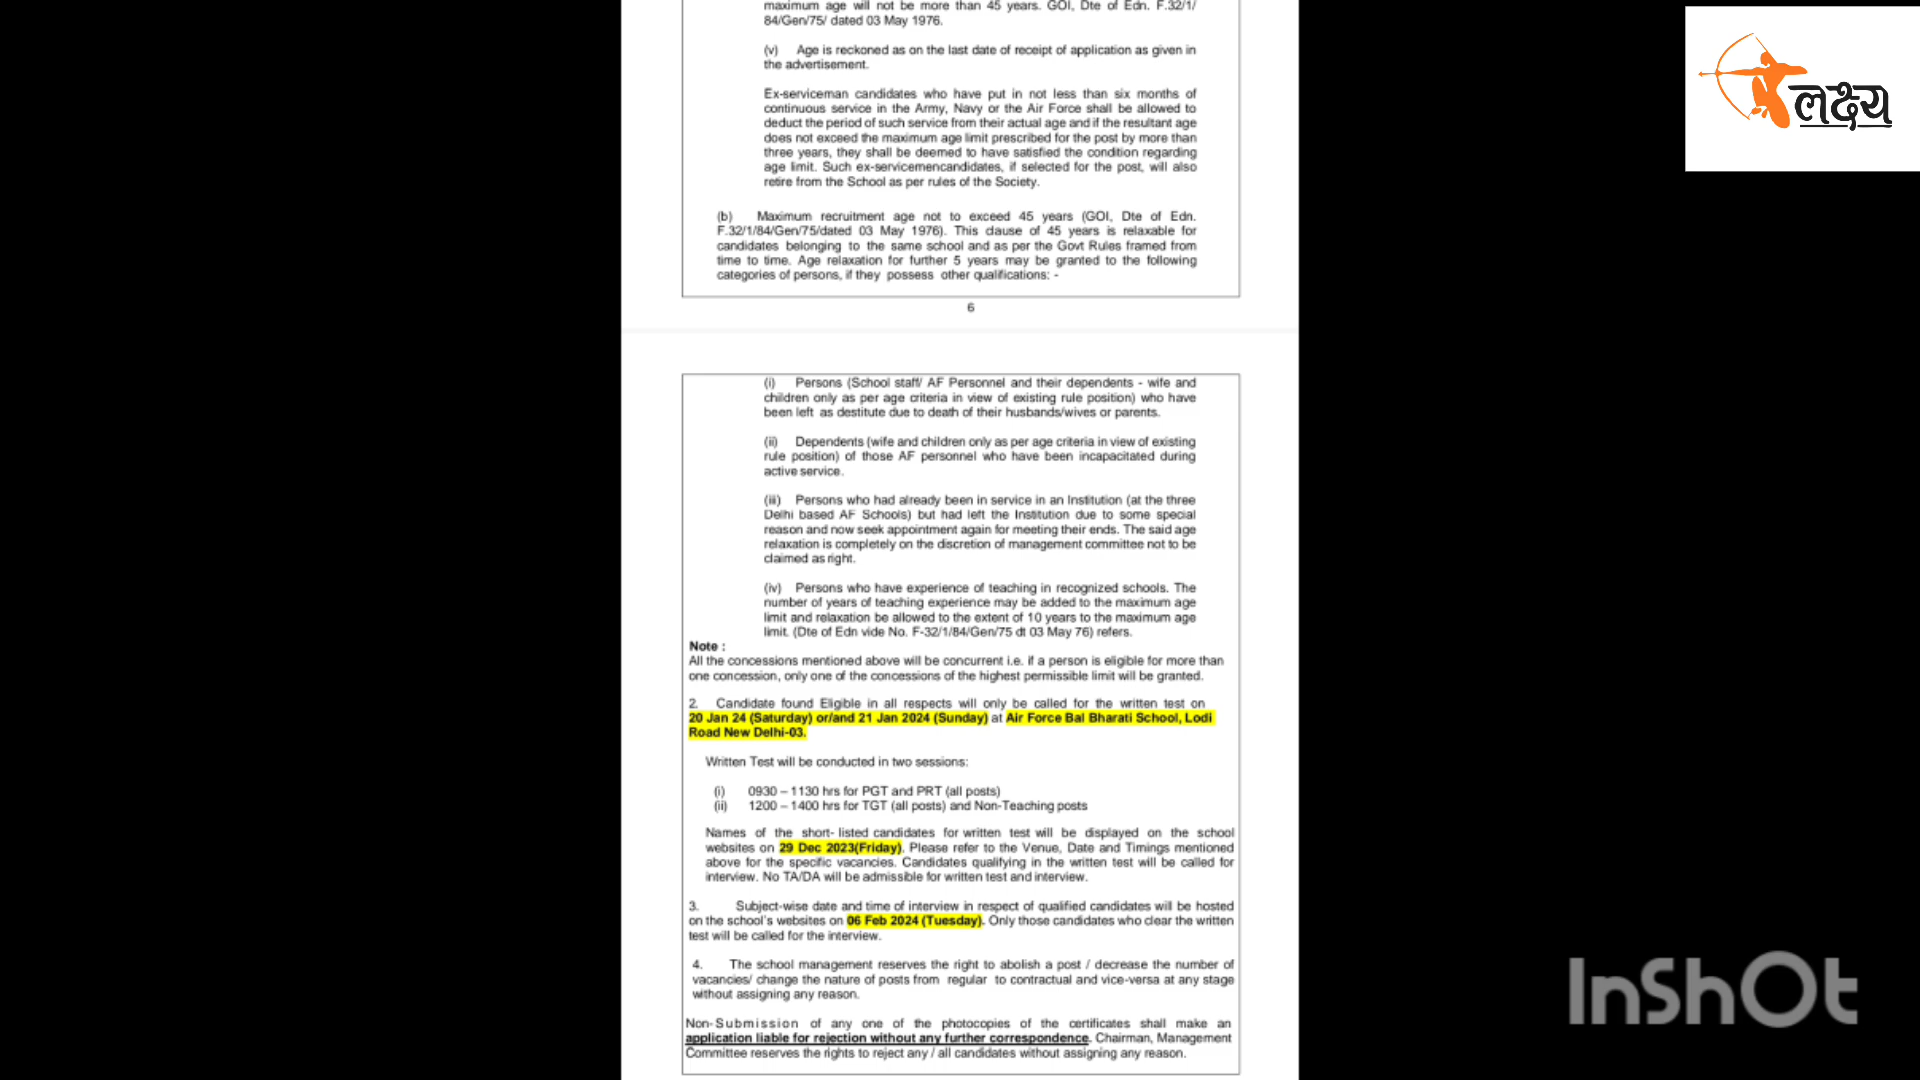 maximum age will not be more than 45 years. GOI, Dte of Edn. F.32/1/
84/Gen/75/ dated 03 May 1976.
(v) Age is reckoned as on the last date of receipt of application as given in
the advertisement.
Ex-serviceman candidates who have put in not less than six months of
continuous service in the Army, Navy or the Air Force shall be allowed to
deduct the period of such service from their actual age and if the resultant age
does not exceed the maximum age limit prescribed for the post by more than
three years, they shall be deemed to have satisfied the condition regarding
age limit. Such ex-servicemencandidates, if selected for the post, will also
retire from the School as per rules of the Society.
(b) Maximum recruitment age not to exceed 45 years (GOI, Dte of Edn.
F.32/1/84/Gen/75/dated 03 May 1976). This clause of 45 years is relaxable for
candidates belonging to the same school and as per the Govt Rules framed from
time to time. Age relaxation for further 5 years may be granted to the following
categories of persons, if they possess other qualifications: -
6
(i) Persons (School staff/ AF Personnel and their dependents - wife and
children only as per age criteria in view of existing rule position) who have
been left as destitute due to death of their husbands/wives or parents.
(ii) Dependents (wife and children only as per age criteria in view of existing
rule position) of those AF personnel who have been incapacitated during
active service.
(iii) Persons who had already been in service in an Institution (at the three
Delhi based AF Schools) but had left the Institution due to some special
reason and now seek appointment again for meeting their ends. The said age
relaxation is completely on the discretion of management committee not to be
claimed as right.
(iv) Persons who have experience of teaching in recognized schools. The
number of years of teaching experience may be added to the maximum age
limit and relaxation be allowed to the extent of 10 years to the maximum age
limit. (Dte of Edn vide No. F-32/1/84/Gen/75 dt 03 May 76) refers.
Note :
All the concessions mentioned above will be concurrent i.e. if a person is eligible for more than
one concession, only one of the concessions of the highest permissible limit will be granted.
2. Candidate found Eligible in all respects will only be called for the written test on
20 Jan 24 (Saturday) or/and 21 Jan 2024 (Sunday) at Air Force Bal Bharati School, Lodi
Road New Delhi-03.
Written Test will be conducted in two sessions:
(i) 0930 – 1130 hrs for PGT and PRT (all posts)
(ii) 1200 – 1400 hrs for TGT (all posts) and Non-Teaching posts
Names of the short- listed candidates for written test will be displayed on the school
websites on 29 Dec 2023(Friday). Please refer to the Venue, Date and Timings mentioned
above for the specific vacancies. Candidates qualifying in the written test will be called for
interview. No TA/DA will be admissible for written test and interview.
3. Subject-wise date and time of interview in respect of qualified candidates will be hosted
on the school's websites on 06 Feb 2024 (Tuesday). Only those candidates who clear the written
test will be called for the interview.
4. The school management reserves the right to abolish a post / decrease the number of
vacancies/ change the nature of posts from regular to contractual and vice-versa at any stage
without assigning any reason.
Non-Submission of any one of the photocopies of the certificates shall make an
application liable for rejection without any further correspondence. Chairman, Management
Committee reserves the rights to reject any / all candidates without assigning any reason.
लक्ष्य
InShOt